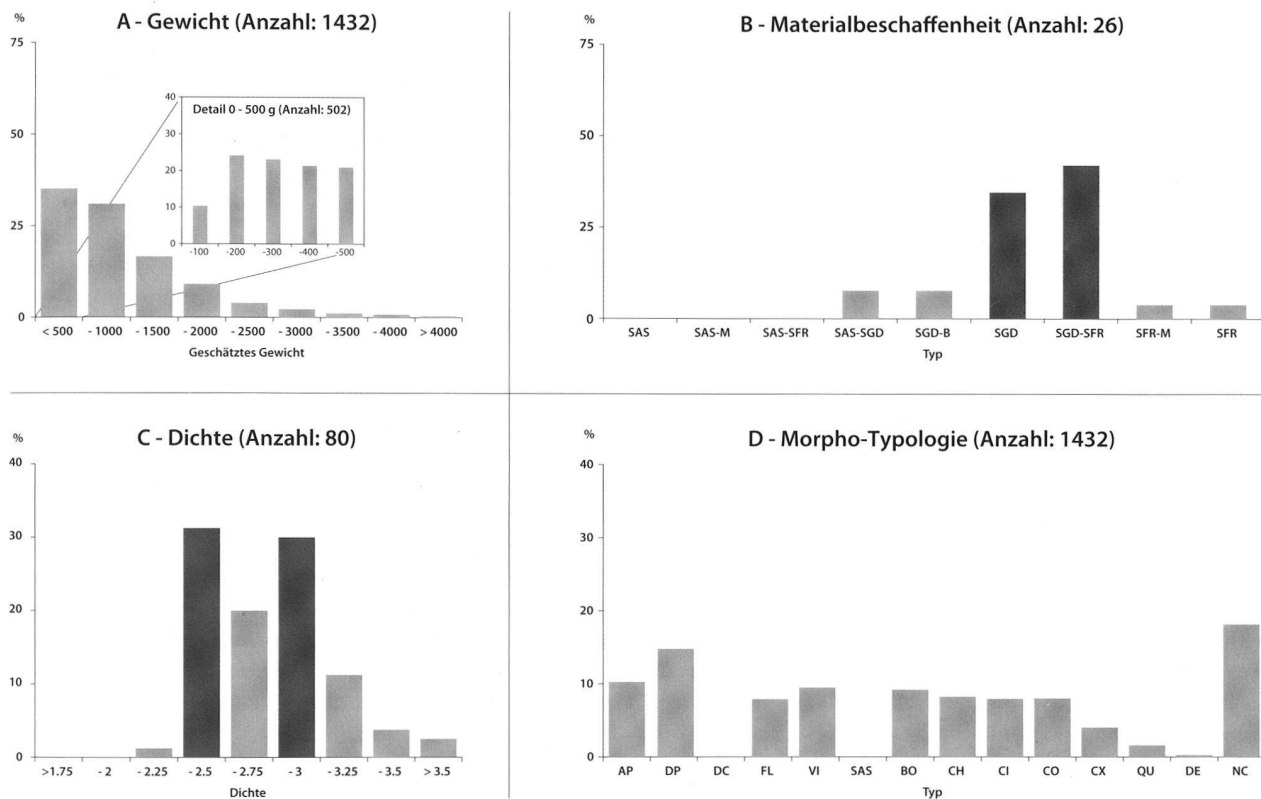 A - Gewicht (Anzahl: 1432)
%
75
50
25
0
Detail 0 - 500 g (Anzahl: 502)
40
30
20
10
0
-100 -200 -300 -400 -500
< 500 - 1000 - 1500 - 2000 - 2500 - 3000 - 3500 - 4000 > 4000
Geschätztes Gewicht
B - Materialbeschaffenheit (Anzahl: 26)
%
75
50
25
0
SAS SAS-M SAS-SFR SAS-SGD SGD-B SGD SGD-SFR SFR-M SFR
Typ
C - Dichte (Anzahl: 80)
%
40
30
20
10
0
>1.75 - 2 - 2.25 - 2.5 - 2.75 - 3 - 3.25 - 3.5 > 3.5
Dichte
D - Morpho-Typologie (Anzahl: 1432)
%
40
30
20
10
0
AP DP DC FL VI SAS BO CH CI CO CX QU DE NC
Typ